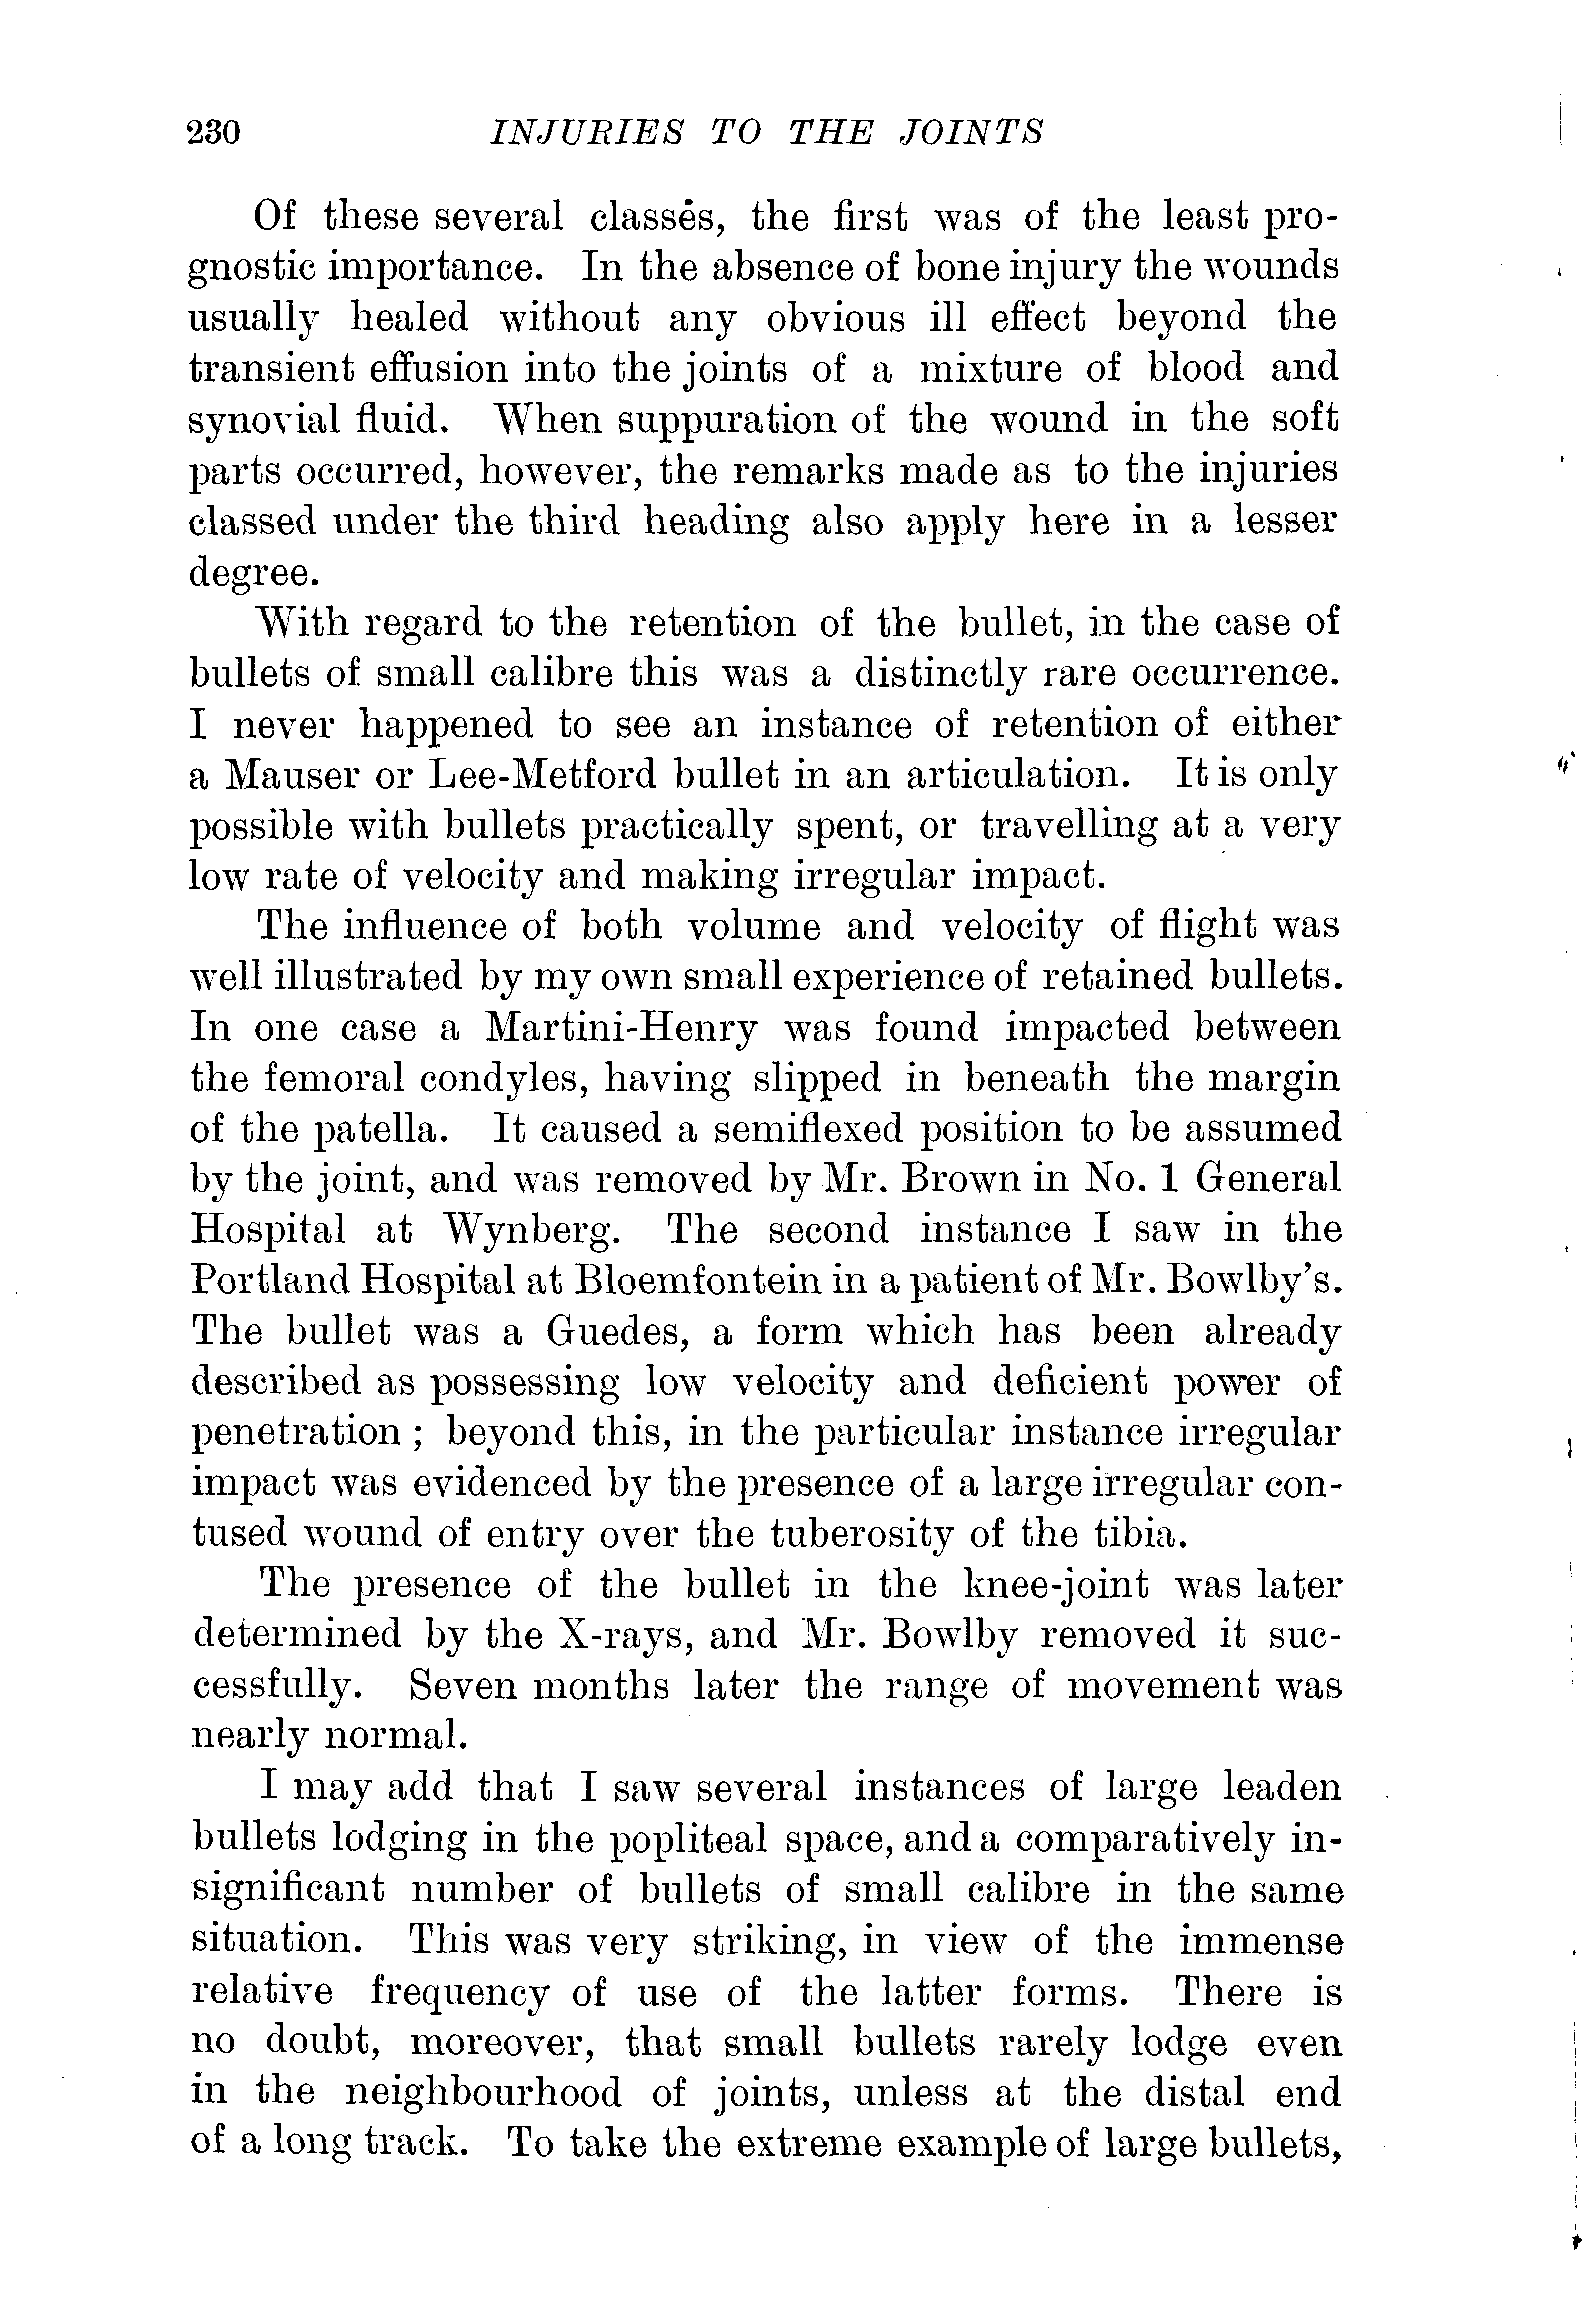 230 INJURIES TO THE JOINTS
Of these several classes, the first was of the least pro-
gnostic importance. In the absence of bone injury the wounds
usually healed without any obvious ill effect beyond the
transient effusion into the joints of a mixture of blood and
synovial fluid. When suppuration of the wound in the soft
parts occurred, however, the remarks made as to the injuries
classed under the third heading also apply here in a lesser
degree.
With regard to the retention of the bullet, in the case of
bullets of small calibre this was a distinctly rare occurrence.
I never happened to see an instance of retention of either
a Mauser or Lee-Metford bullet in an articulation. It is only
possible with bullets practically spent, or travelling at a very
low rate of velocity and making irregular impact.
The influence of both volume and velocity of flight was
well illustrated by my own small experience of retained bullets.
In one case a Martini-Henry was found impacted between
the femoral condyles, having slipped in beneath the margin
of the patella. It caused a semiflexed position to be assumed
by the joint, and was removed by Mr. Brown in No. 1 General
Hospital at Wynberg. The second instance I saw in the
Portland Hospital at Bloemfontein in a patient of Mr. Bowlby's.
The bullet was a Guedes, a form which has been already
described as possessing low velocity and deficient power of
penetration ; beyond this, in the particular instance irregular
impact was evidenced by the presence of a large irregular con-
tused wound of entry over the tuberosity of the tibia.
The presence of the bullet in the knee-joint was later
determined by the X-rays, and Mr. Bowlby removed it suc-
cessfully. Seven months later the range of movement was
nearly normal.
I may add that I saw several instances of large leaden
bullets lodging in the popliteal space, and a comparatively in-
significant number of bullets of small calibre in the same
situation. This was very striking, in view of the immense
relative frequency of use of the latter forms. There is
no doubt, moreover, that small bullets rarely lodge even
in the neighbourhood of joints, unless at the distal end
of a long track. To take the extreme example of large bullets,